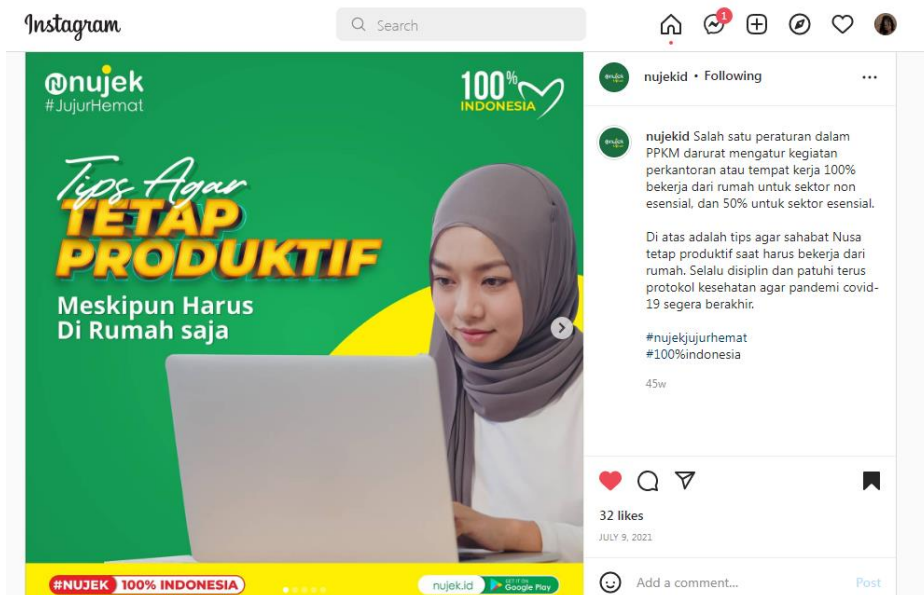 Instagram
Search
1
nujek
#JujurHemat
100%
INDONESIA
Tips Agar
TETAP
PRODUKTIF
Meskipun Harus
Di Rumah saja
#NUJEK 100% INDONESIA
nujek.id
GET IT ON
Google Play
nujekid • Following
nujekid Salah satu peraturan dalam
PPKM darurat mengatur kegiatan
perkantoran atau tempat kerja 100%
bekerja dari rumah untuk sektor non
esensial, dan 50% untuk sektor esensial.
Di atas adalah tips agar sahabat Nusa
tetap produktif saat harus bekerja dari
rumah. Selalu disiplin dan patuhi terus
protokol kesehatan agar pandemi covid-
19 segera berakhir.
#nujekjujurhemat
#100%indonesia
45w
32 likes
JULY 9, 2021
Add a comment...
Post